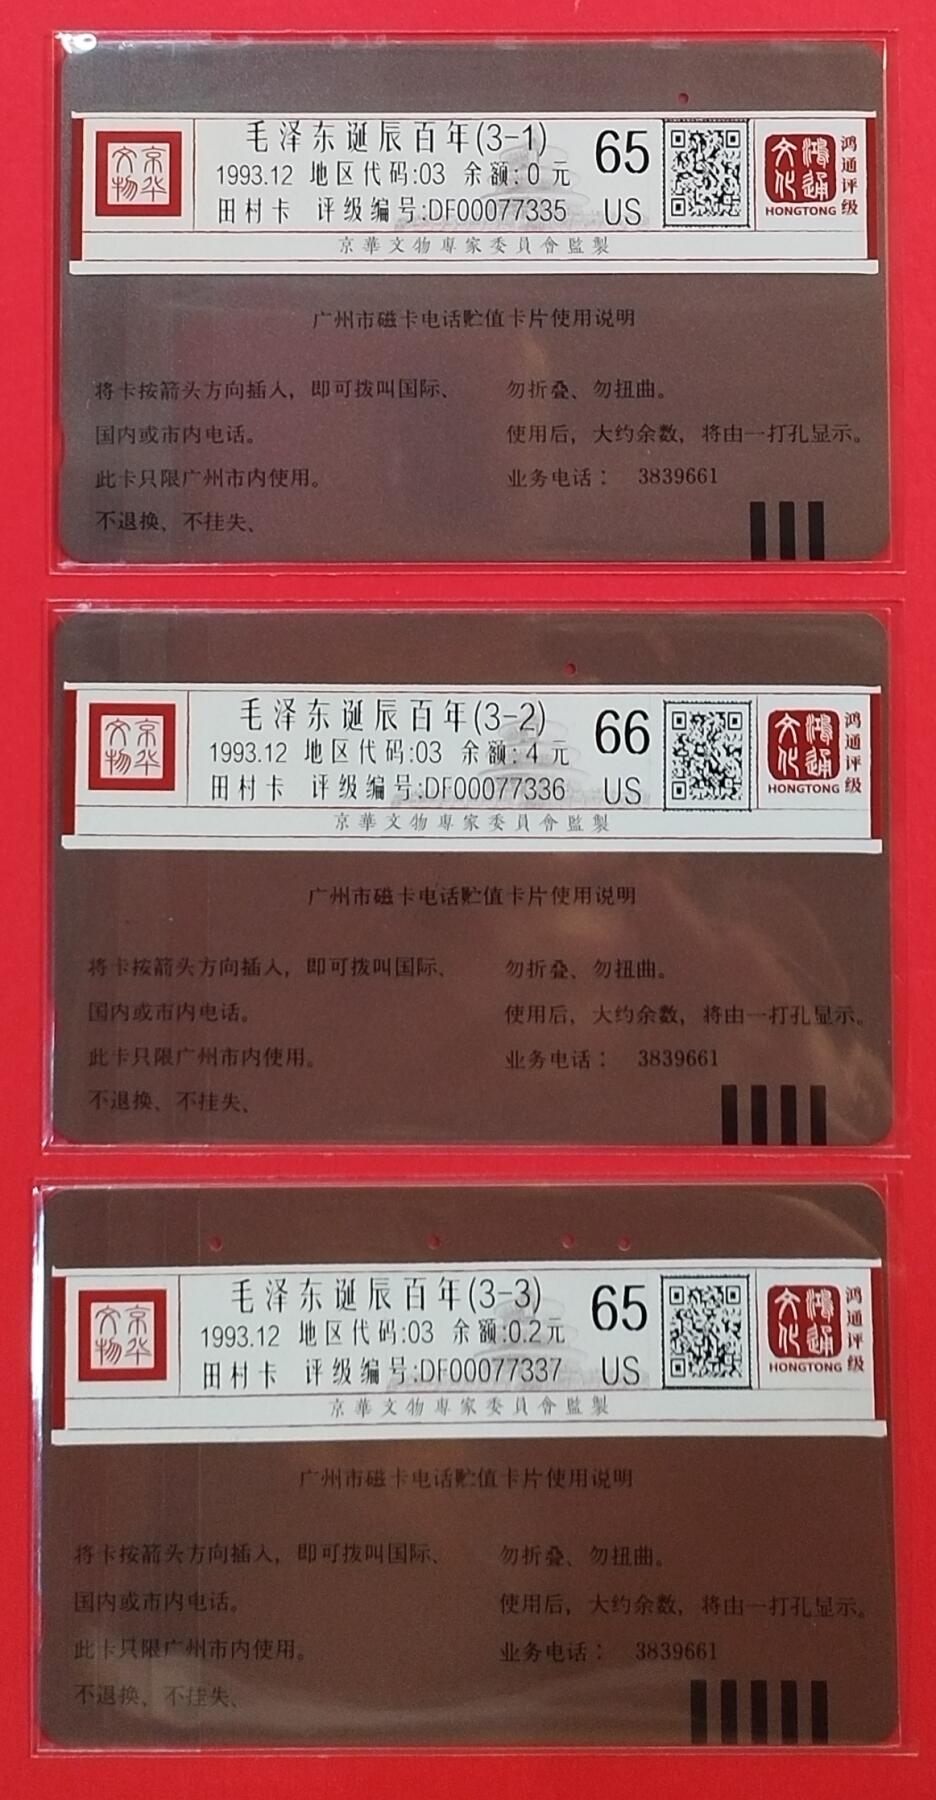 京华
文物
毛泽东诞辰百年(3-1)
1993.12 地区代码:03 余额:0 元
田村卡 评级编号:DF00077335
65
US
鸿通
文化
HONGTONG
鸿通评级
京華文物專家委員會監製
广州市磁卡电话贮值卡片使用说明
将卡按箭头方向插入，即可拨叫国际、
国内或市内电话。
此卡只限广州市内使用。
不退换、不挂失、
勿折叠、勿扭曲。
使用后，大约余数，将由一打孔显示。
业务电话： 3839661
京华
文物
毛泽东诞辰百年(3-2)
1993.12 地区代码:03 余额:4 元
田村卡 评级编号:DF00077336
66
US
鸿通
文化
HONGTONG
鸿通评级
京華文物專家委員會監製
广州市磁卡电话贮值卡片使用说明
将卡按箭头方向插入，即可拨叫国际、
国内或市内电话。
此卡只限广州市内使用。
不退换、不挂失、
勿折叠、勿扭曲。
使用后，大约余数，将由一打孔显示。
业务电话： 3839661
京华
文物
毛泽东诞辰百年(3-3)
1993.12 地区代码:03 余额:0.2元
田村卡 评级编号:DF00077337
65
US
鸿通
文化
HONGTONG
鸿通评级
京華文物專家委員會監製
广州市磁卡电话贮值卡片使用说明
将卡按箭头方向插入，即可拨叫国际、
国内或市内电话。
此卡只限广州市内使用。
不退换、不挂失、
勿折叠、勿扭曲。
使用后，大约余数，将由一打孔显示。
业务电话： 3839661